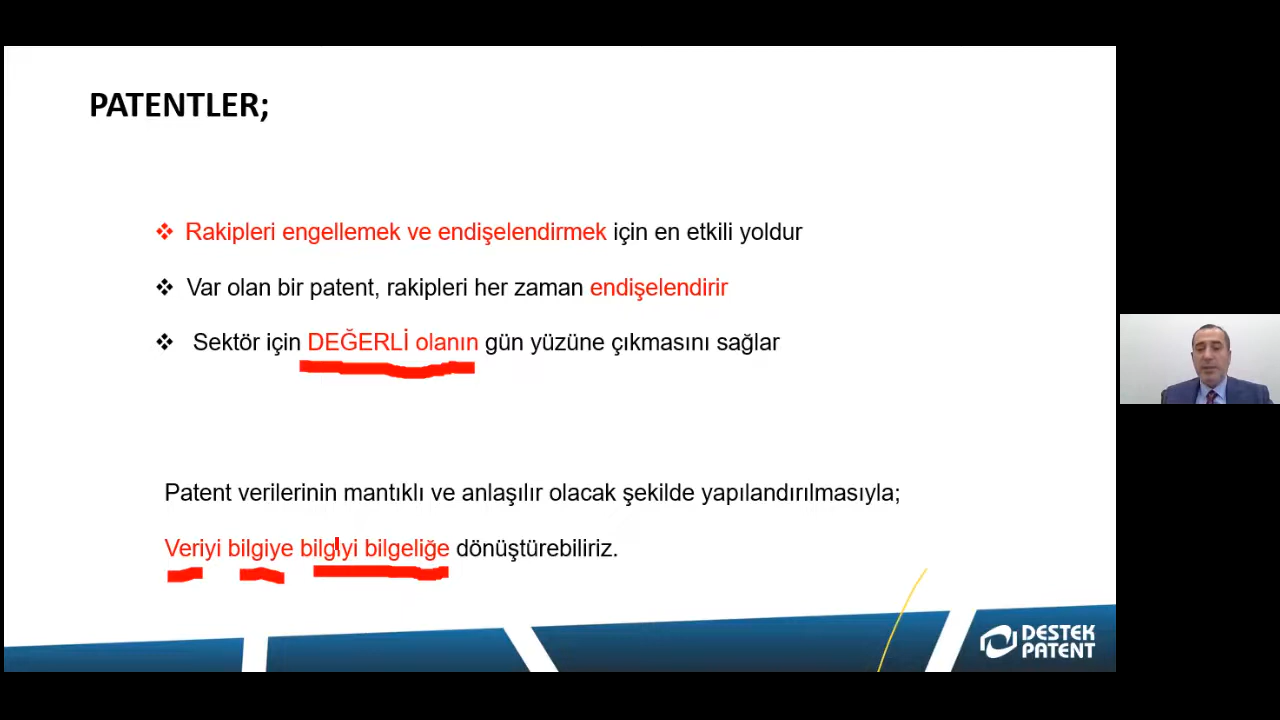 PATENTLER;
Rakipleri engellemek ve endişelendirmek için en etkili yoldur
Var olan bir patent, rakipleri her zaman endişelendirir
Sektör için DEĞERLİ olanın gün yüzüne çıkmasını sağlar
Patent verilerinin mantıklı ve anlaşılır olacak şekilde yapılandırılmasıyla;
Veriyi bilgiye bilgiyi bilgeliğe dönüştürebiliriz.
DESTEK
PATENT